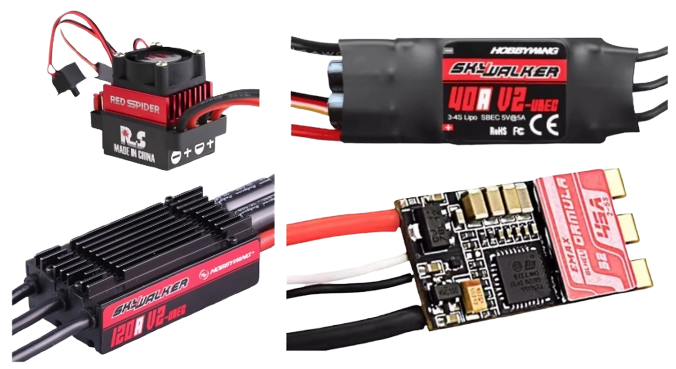 RED SSPIDER
R.S
MADE IN CHINA
HOBBYWING
SKYWALKER
40A V2-UBEC
3-4S Lipo SBEC 5V@5A
RoHS FC CE
HOBBYWING
SKYWALKER
120A V2-UBEC
EMAX
FORMULA
45A